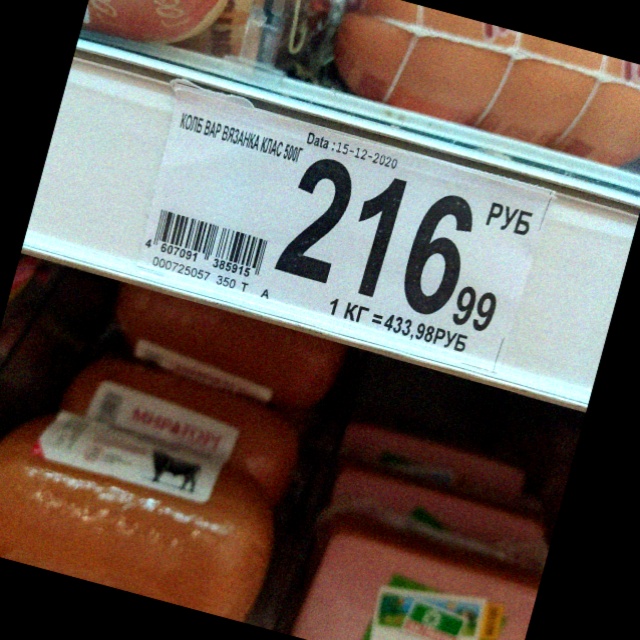 КОЛБ ВАР ВЯЗАНКА КЛАС 500Г
Data :15-12-2020
216 99 РУБ
4 607091 385915
000725057 350 T A
1 КГ =433,98РУБ
МИРАТОРГ